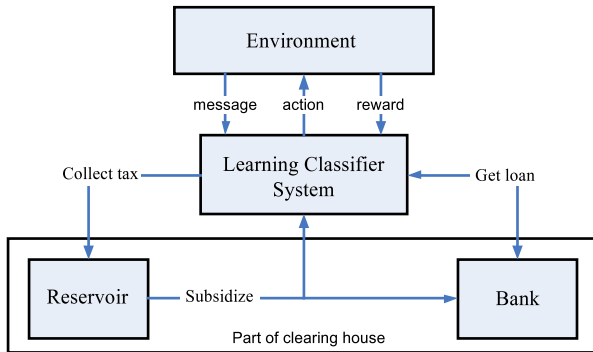 Environment
message action reward
Learning Classifier
System
Collect tax
Get loan
Reservoir
Subsidize
Bank
Part of clearing house